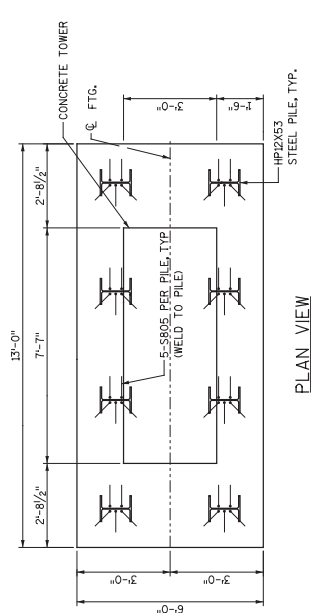 13'-0"
2'-8½"
7'-7"
2'-8½"
CONCRETE TOWER
℄ FTG.
3'-0"
1'-6"
3'-0"
3'-0"
6'-0"
5-S805 PER PILE, TYP
(WELD TO PILE)
HP12X53
STEEL PILE, TYP.
PLAN VIEW